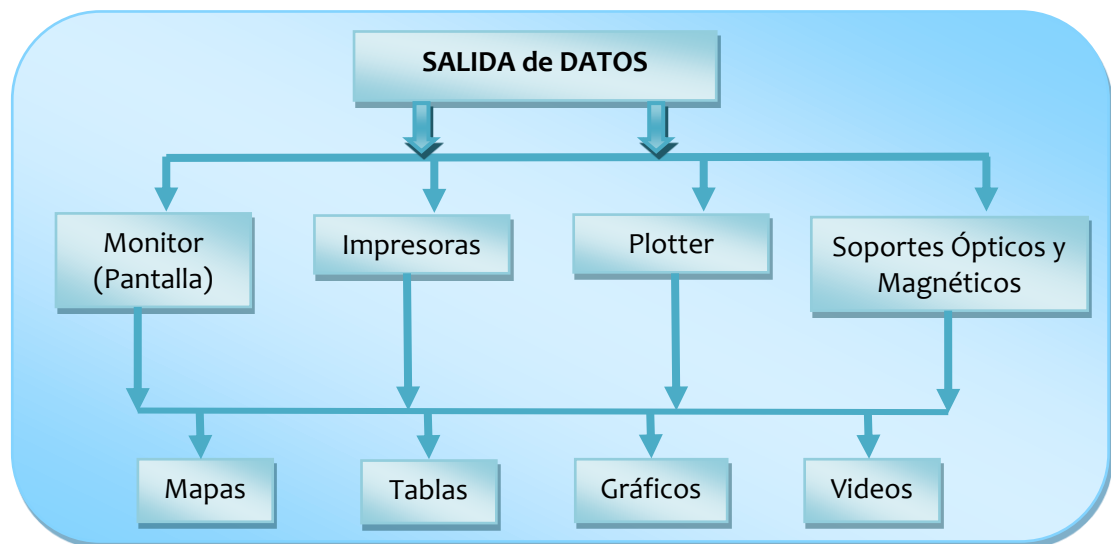 SALIDA de DATOS
Monitor
(Pantalla)
Impresoras
Plotter
Soportes Ópticos y
Magnéticos
Mapas
Tablas
Gráficos
Videos